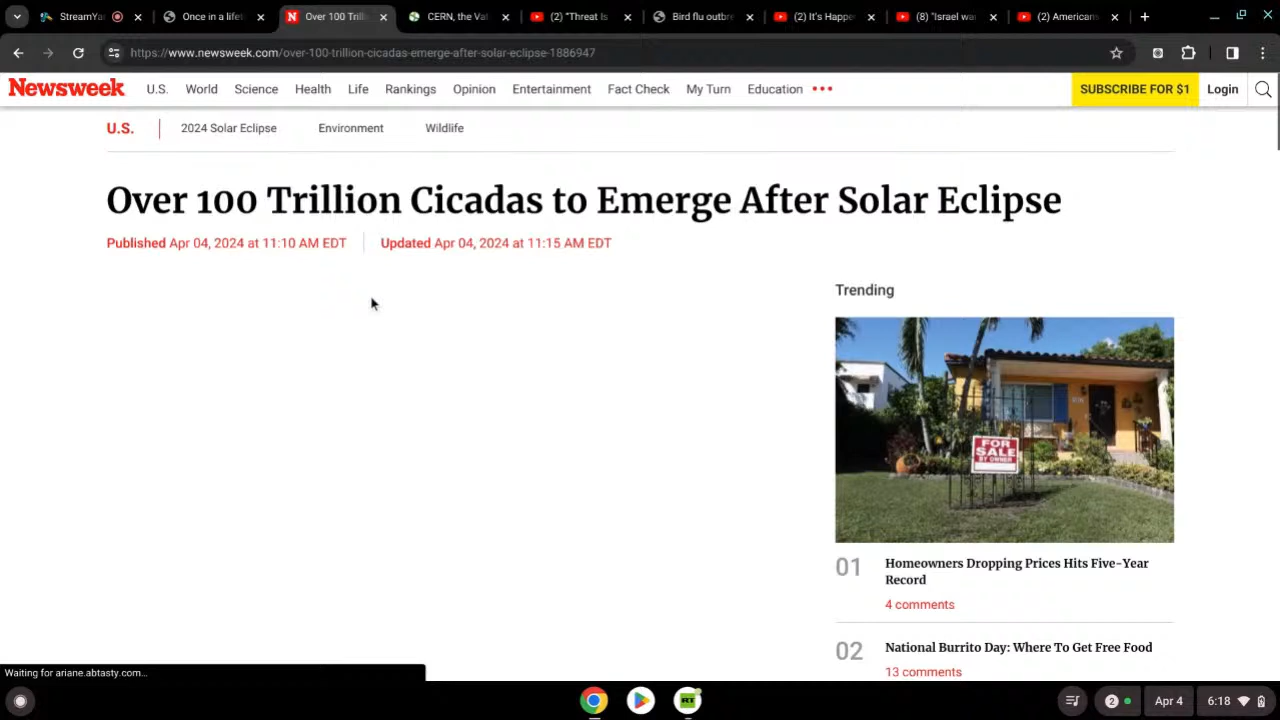 StreamYa
Once in a lifet
Over 100 Trilli
CERN, the Vat
(2) "Threat Is
Bird flu outbre
(2) It's Happe
(8) "Israel wa
(2) Americans
https://www.newsweek.com/over-100-trillion-cicadas-emerge-after-solar-eclipse-1886947
Newsweek U.S. World Science Health Life Rankings Opinion Entertainment Fact Check My Turn Education SUBSCRIBE FOR $1 Login
U.S. 2024 Solar Eclipse Environment Wildlife
Over 100 Trillion Cicadas to Emerge After Solar Eclipse
Published Apr 04, 2024 at 11:10 AM EDT Updated Apr 04, 2024 at 11:15 AM EDT
Trending
FOR
SALE
BY OWNER
01 Homeowners Dropping Prices Hits Five-Year
Record
4 comments
02 National Burrito Day: Where To Get Free Food
13 comments
Waiting for ariane.abtasty.com...
RT
2 Apr 4 6:18